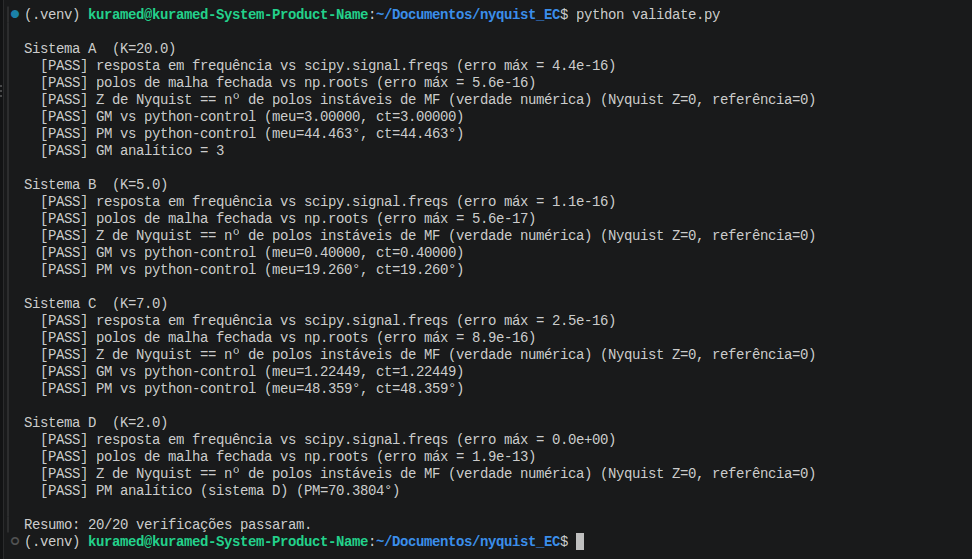 (.venv) kuramed@kuramed-System-Product-Name:~/Documentos/nyquist_EC$ python validate.py
Sistema A  (K=20.0)
[PASS] resposta em frequência vs scipy.signal.freqs (erro máx = 4.4e-16)
[PASS] polos de malha fechada vs np.roots (erro máx = 5.6e-16)
[PASS] Z de Nyquist == nº de polos instáveis de MF (verdade numérica) (Nyquist Z=0, referência=0)
[PASS] GM vs python-control (meu=3.00000, ct=3.00000)
[PASS] PM vs python-control (meu=44.463°, ct=44.463°)
[PASS] GM analítico = 3
Sistema B  (K=5.0)
[PASS] resposta em frequência vs scipy.signal.freqs (erro máx = 1.1e-16)
[PASS] polos de malha fechada vs np.roots (erro máx = 5.6e-17)
[PASS] Z de Nyquist == nº de polos instáveis de MF (verdade numérica) (Nyquist Z=0, referência=0)
[PASS] GM vs python-control (meu=0.40000, ct=0.40000)
[PASS] PM vs python-control (meu=19.260°, ct=19.260°)
Sistema C  (K=7.0)
[PASS] resposta em frequência vs scipy.signal.freqs (erro máx = 2.5e-16)
[PASS] polos de malha fechada vs np.roots (erro máx = 8.9e-16)
[PASS] Z de Nyquist == nº de polos instáveis de MF (verdade numérica) (Nyquist Z=0, referência=0)
[PASS] GM vs python-control (meu=1.22449, ct=1.22449)
[PASS] PM vs python-control (meu=48.359°, ct=48.359°)
Sistema D  (K=2.0)
[PASS] resposta em frequência vs scipy.signal.freqs (erro máx = 0.0e+00)
[PASS] polos de malha fechada vs np.roots (erro máx = 1.9e-13)
[PASS] Z de Nyquist == nº de polos instáveis de MF (verdade numérica) (Nyquist Z=0, referência=0)
[PASS] PM analítico (sistema D) (PM=70.3804°)
Resumo: 20/20 verificações passaram.
(.venv) kuramed@kuramed-System-Product-Name:~/Documentos/nyquist_EC$